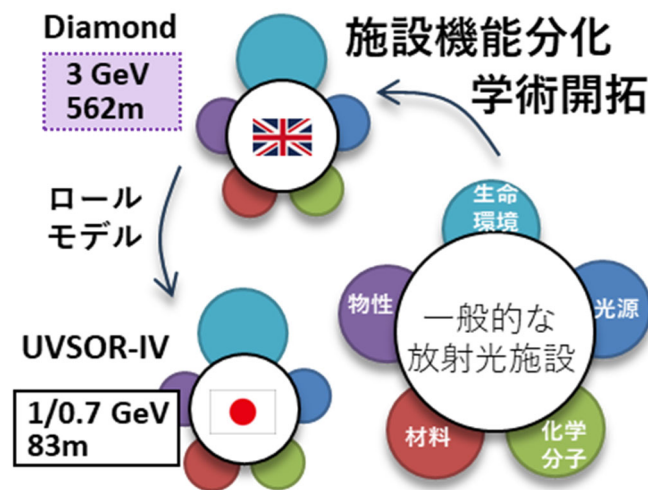 Diamond
3 GeV
562m
施設機能分化
学術開拓
ロール
モデル
UVSOR-IV
1/0.7 GeV
83m
生命
環境
物性
光源
一般的な
放射光施設
材料
化学
分子